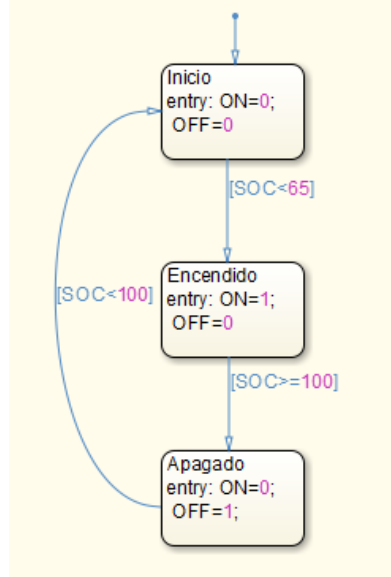 Inicio
entry: ON=0;
OFF=0
[SOC<65]
Encendido
entry: ON=1;
OFF=0
[SOC<100]
[SOC>=100]
Apagado
entry: ON=0;
OFF=1;